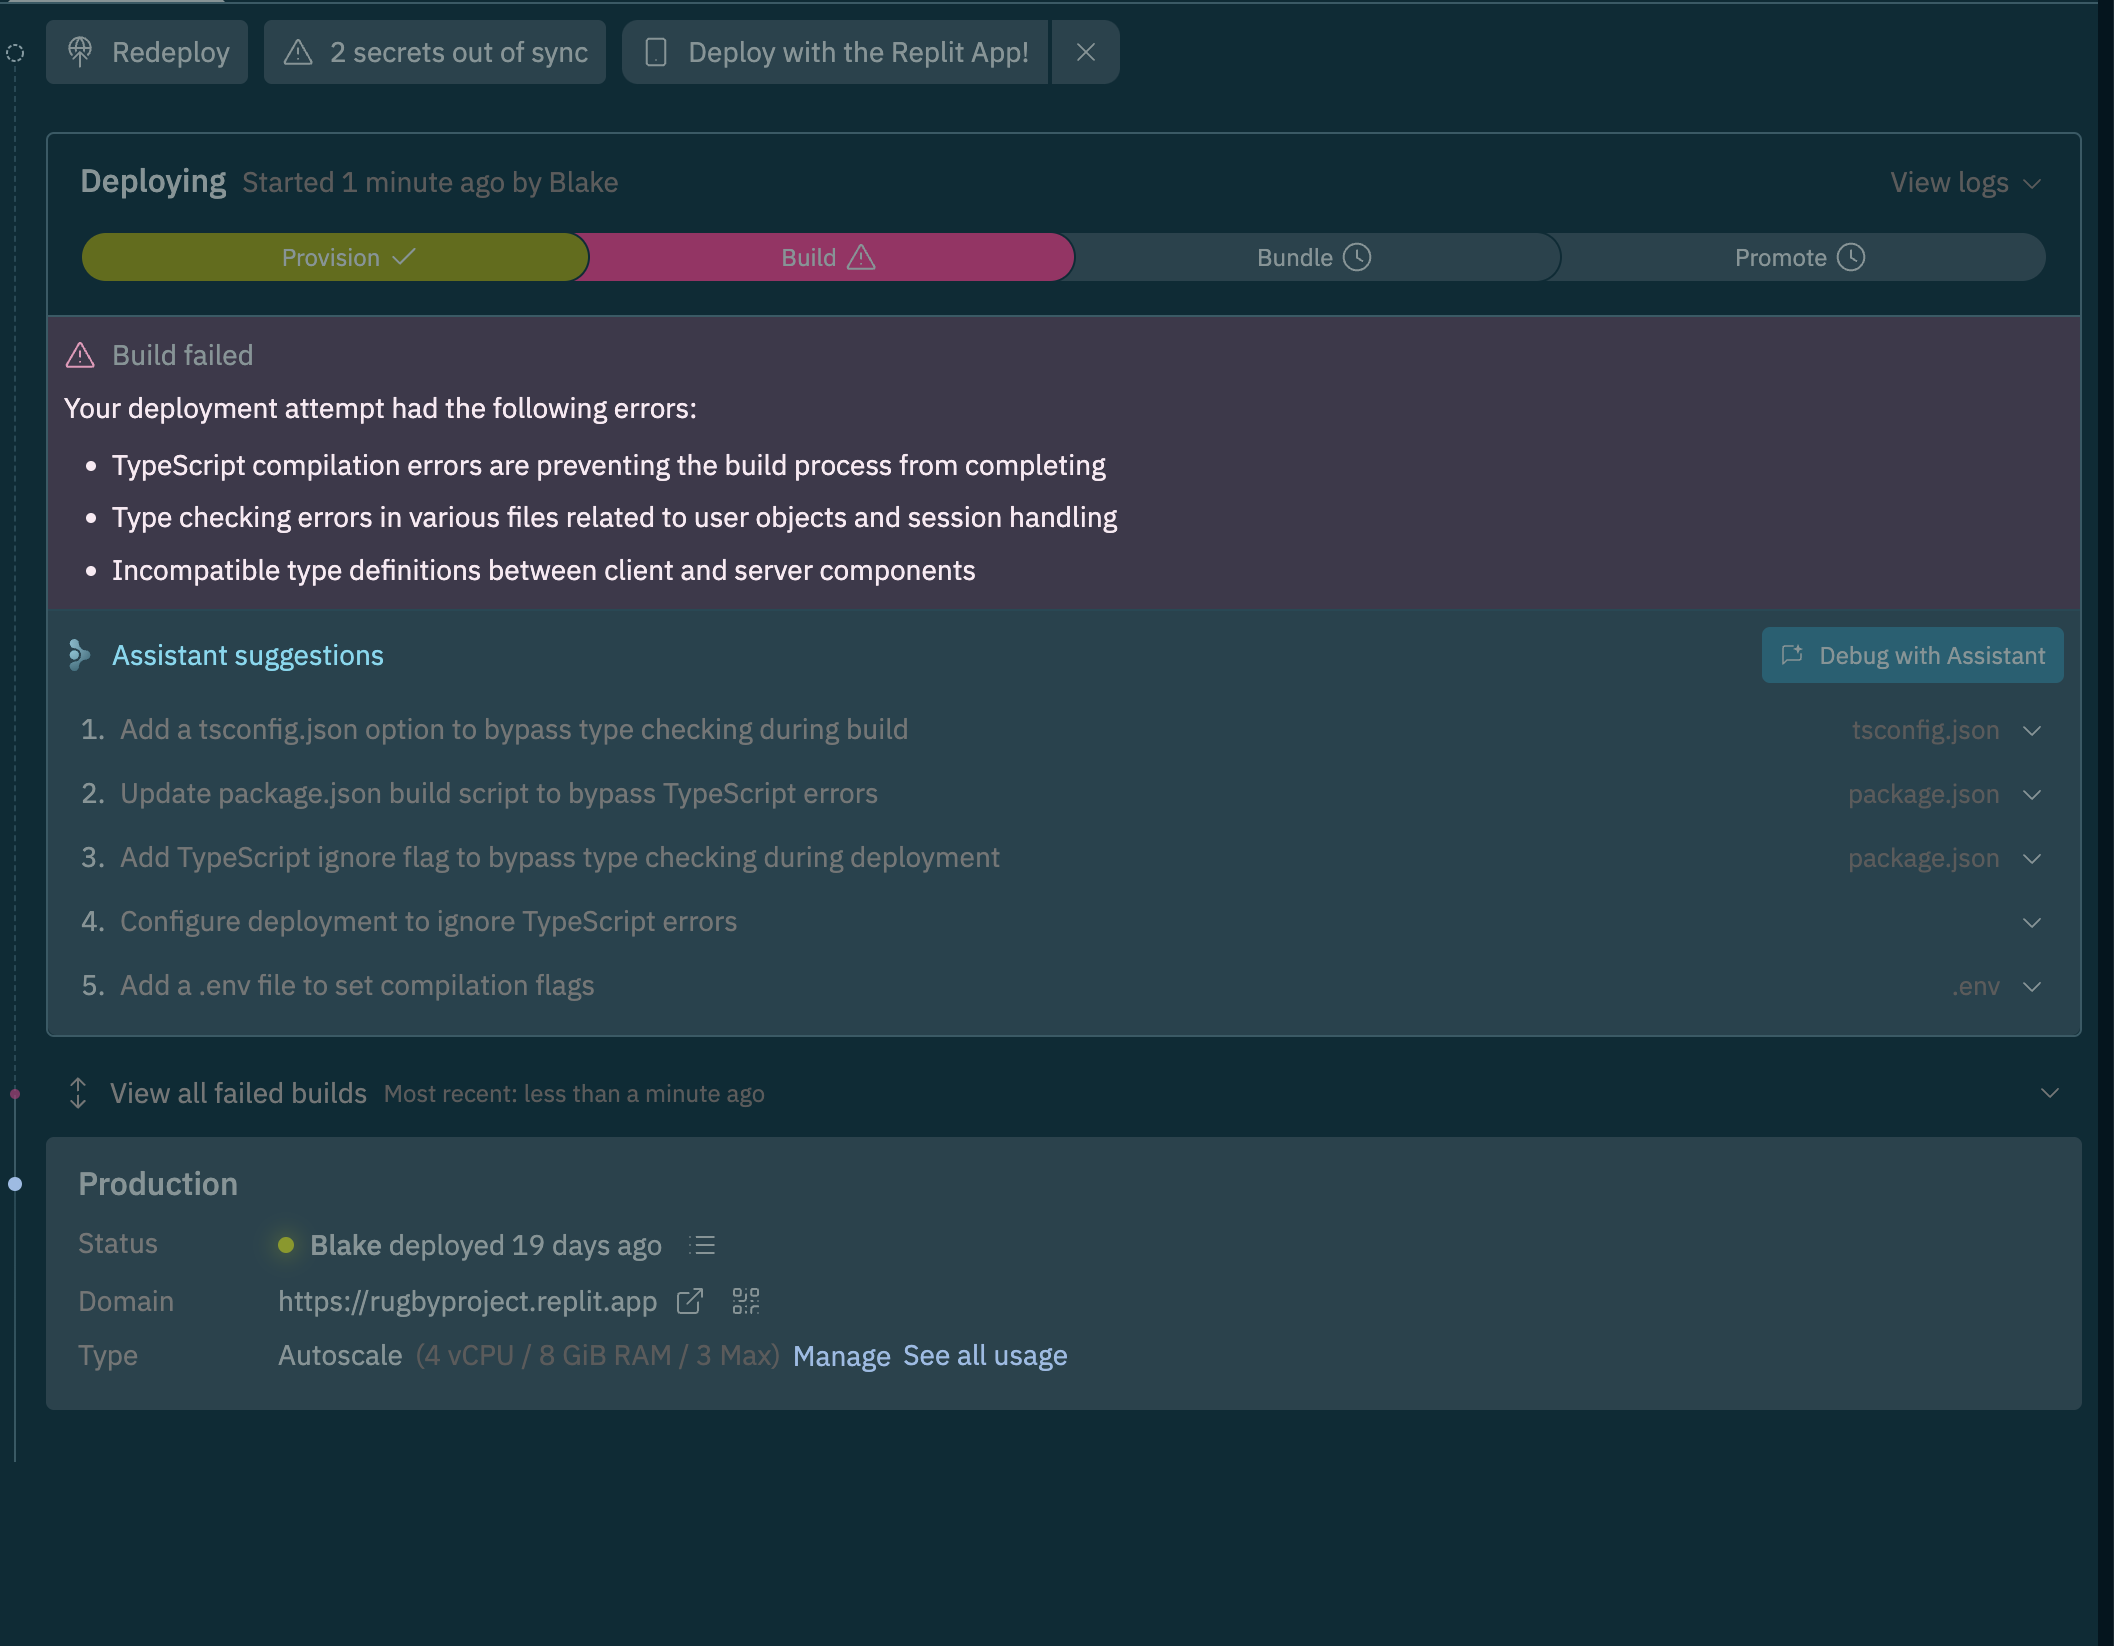 Redeploy
2 secrets out of sync
Deploy with the Replit App!
Deploying Started 1 minute ago by Blake
View logs
Provision
Build
Bundle
Promote
Build failed
Your deployment attempt had the following errors:
• TypeScript compilation errors are preventing the build process from completing
• Type checking errors in various files related to user objects and session handling
• Incompatible type definitions between client and server components
Assistant suggestions
Debug with Assistant
1. Add a tsconfig.json option to bypass type checking during build
tsconfig.json
2. Update package.json build script to bypass TypeScript errors
package.json
3. Add TypeScript ignore flag to bypass type checking during deployment
package.json
4. Configure deployment to ignore TypeScript errors
5. Add a .env file to set compilation flags
.env
View all failed builds Most recent: less than a minute ago
Production
Status
Blake deployed 19 days ago
Domain
https://rugbyproject.replit.app
Type
Autoscale (4 vCPU / 8 GiB RAM / 3 Max) Manage See all usage